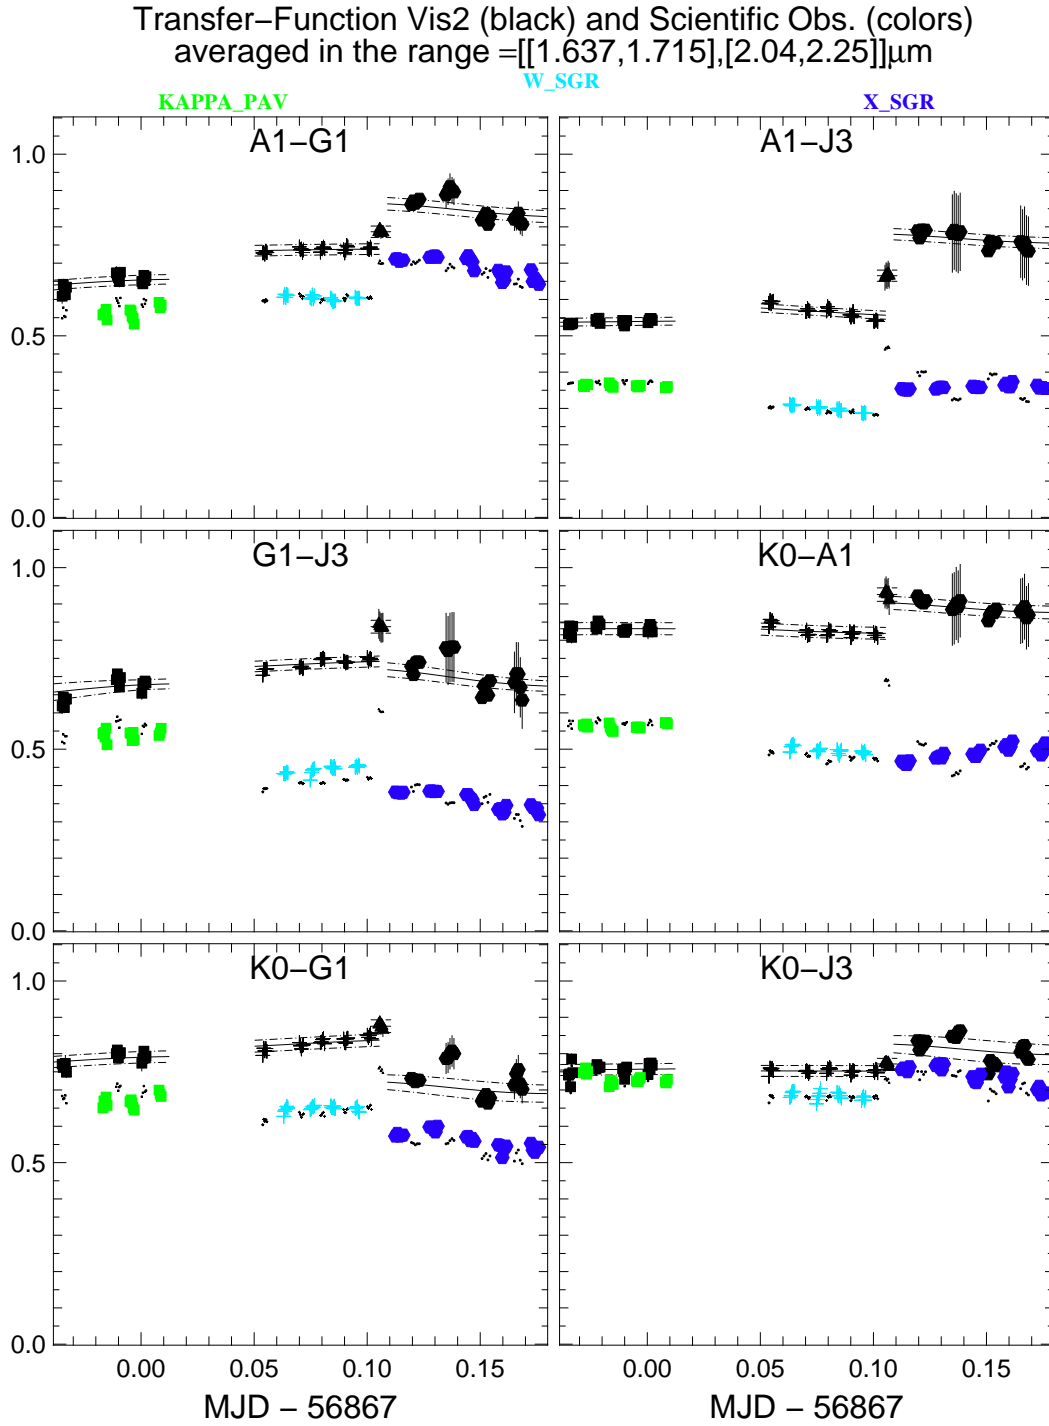 Transfer−Function Vis2 (black) and Scientific Obs. (colors)
averaged in the range =[[1.637,1.715],[2.04,2.25]]μm
W_SGR
KAPPA_PAV X_SGR
A1−G1 A1−J3
1.0
0.5
0.0
G1−J3 K0−A1
1.0
0.5
0.0
K0−G1 K0−J3
1.0
0.5
0.0
0.00 0.05 0.10 0.15 0.00 0.05 0.10 0.15
MJD − 56867 MJD − 56867